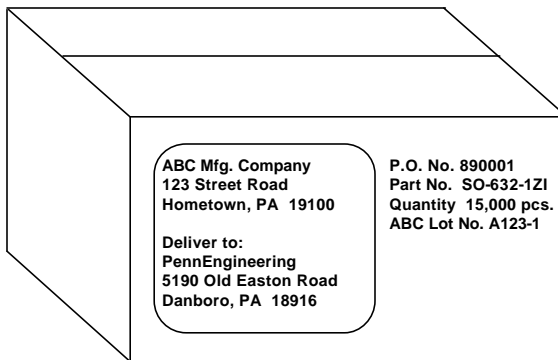 ABC Mfg. Company
123 Street Road
Hometown, PA 19100
Deliver to:
PennEngineering
5190 Old Easton Road
Danboro, PA 18916
P.O. No. 890001
Part No. SO-632-1ZI
Quantity 15,000 pcs.
ABC Lot No. A123-1